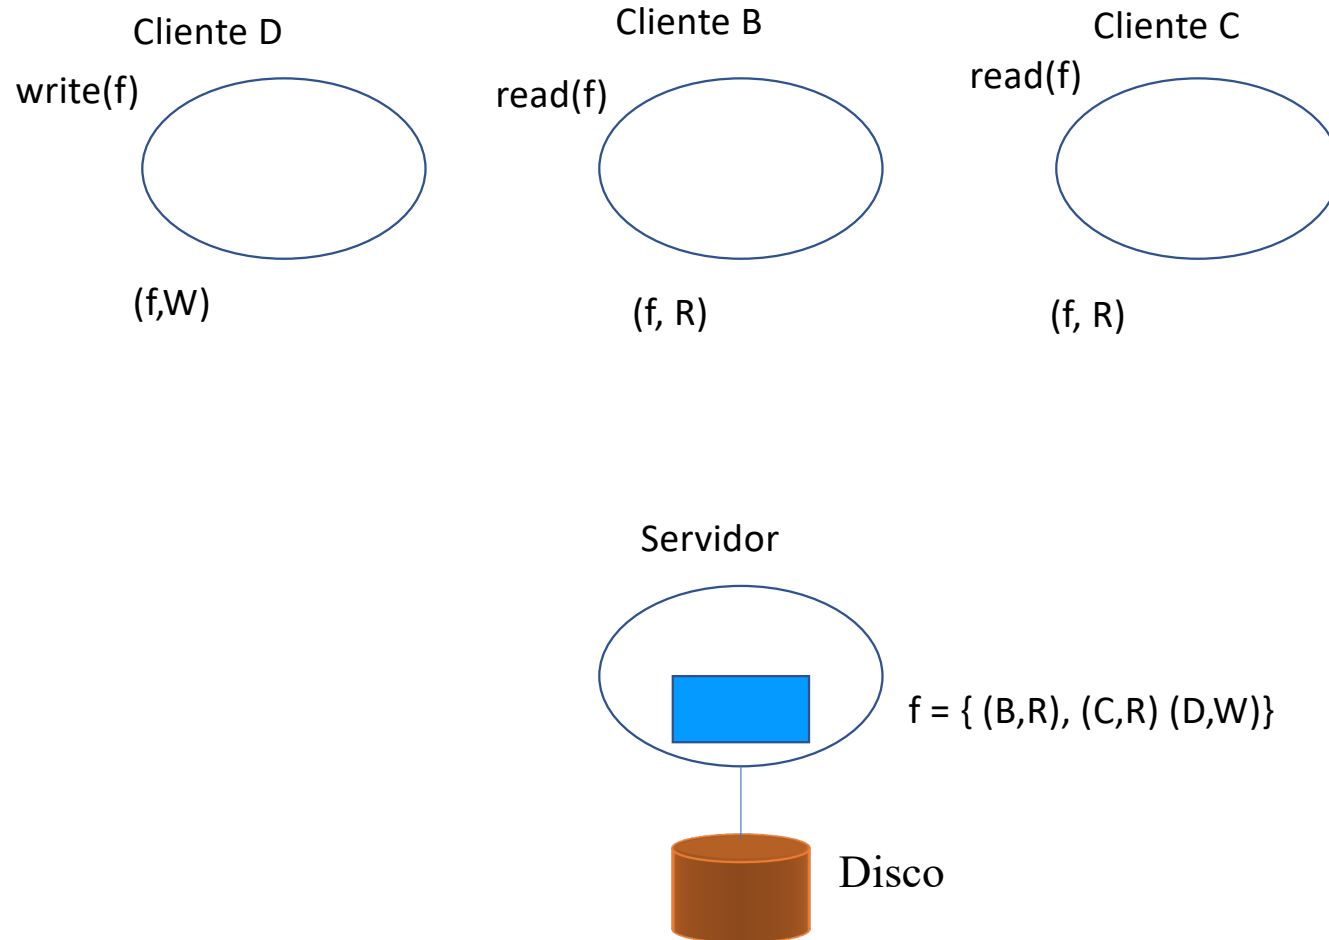 Cliente D
Cliente B
Cliente C
write(f)
read(f)
read(f)
(f,W)
(f, R)
(f, R)
Servidor
f = { (B,R), (C,R) (D,W)}
Disco